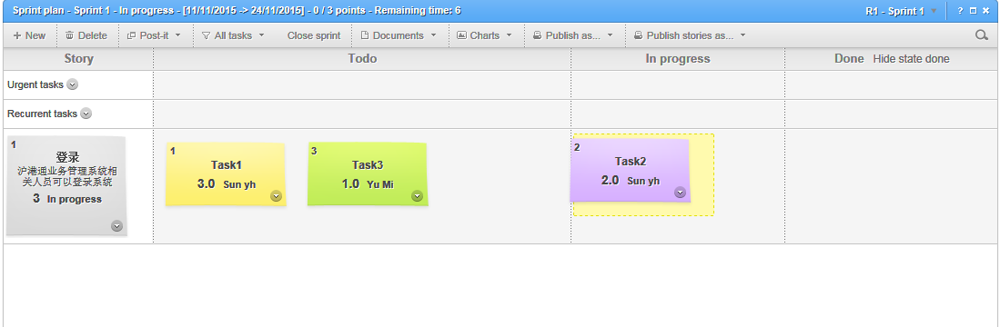 Sprint plan - Sprint 1 - In progress - [11/11/2015 -> 24/11/2015] - 0 / 3 points - Remaining time: 6
R1 - Sprint 1
?
+ New
Delete
Post-it
All tasks
Close sprint
Documents
Charts
Publish as...
Publish stories as...
Story
Todo
In progress
Done
Hide state done
Urgent tasks
Recurrent tasks
1
登录
沪港通业务管理系统相
关人员可以登录系统
3 In progress
1
Task1
3.0 Sun yh
3
Task3
1.0 Yu Mi
2
Task2
2.0 Sun yh